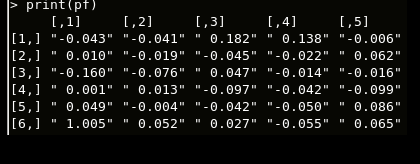 > print(pf)
[,1] [,2] [,3] [,4] [,5]
[1,] "-0.043" "-0.041" " 0.182" " 0.138" "-0.006"
[2,] " 0.010" "-0.019" "-0.045" "-0.022" " 0.062"
[3,] "-0.160" "-0.076" " 0.047" "-0.014" "-0.016"
[4,] " 0.001" " 0.013" "-0.097" "-0.042" "-0.099"
[5,] " 0.049" "-0.004" "-0.042" "-0.050" " 0.086"
[6,] " 1.005" " 0.052" " 0.027" "-0.055" " 0.065"